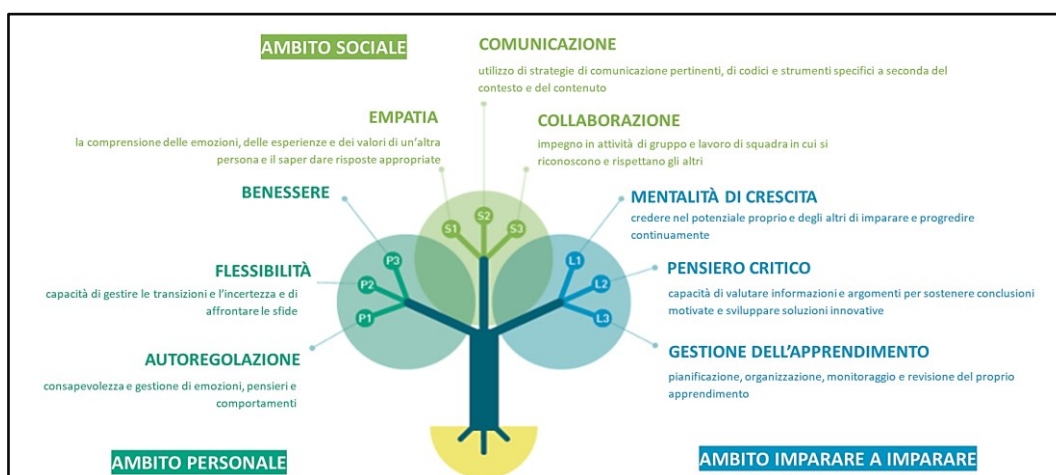 AMBITO SOCIALE
COMUNICAZIONE
utilizzo di strategie di comunicazione pertinenti, di codici e strumenti specifici a seconda del
contesto e del contenuto
EMPATIA
la comprensione delle emozioni, delle esperienze e dei valori di un'altra
persona e il saper dare risposte appropriate
COLLABORAZIONE
impegno in attività di gruppo e lavoro di squadra in cui si
riconoscono e rispettano gli altri
BENESSERE
MENTALITÀ DI CRESCITA
credere nel potenziale proprio e degli altri di imparare e progredire
continuamente
S1
S2
S3
P3
P2
P1
L1
L2
L3
FLESSIBILITÀ
capacità di gestire le transizioni e l'incertezza e di
affrontare le sfide
PENSIERO CRITICO
capacità di valutare informazioni e argomenti per sostenere conclusioni
motivate e sviluppare soluzioni innovative
AUTOREGOLAZIONE
consapevolezza e gestione di emozioni, pensieri e
comportamenti
GESTIONE DELL'APPRENDIMENTO
pianificazione, organizzazione, monitoraggio e revisione del proprio
apprendimento
AMBITO PERSONALE
AMBITO IMPARARE A IMPARARE